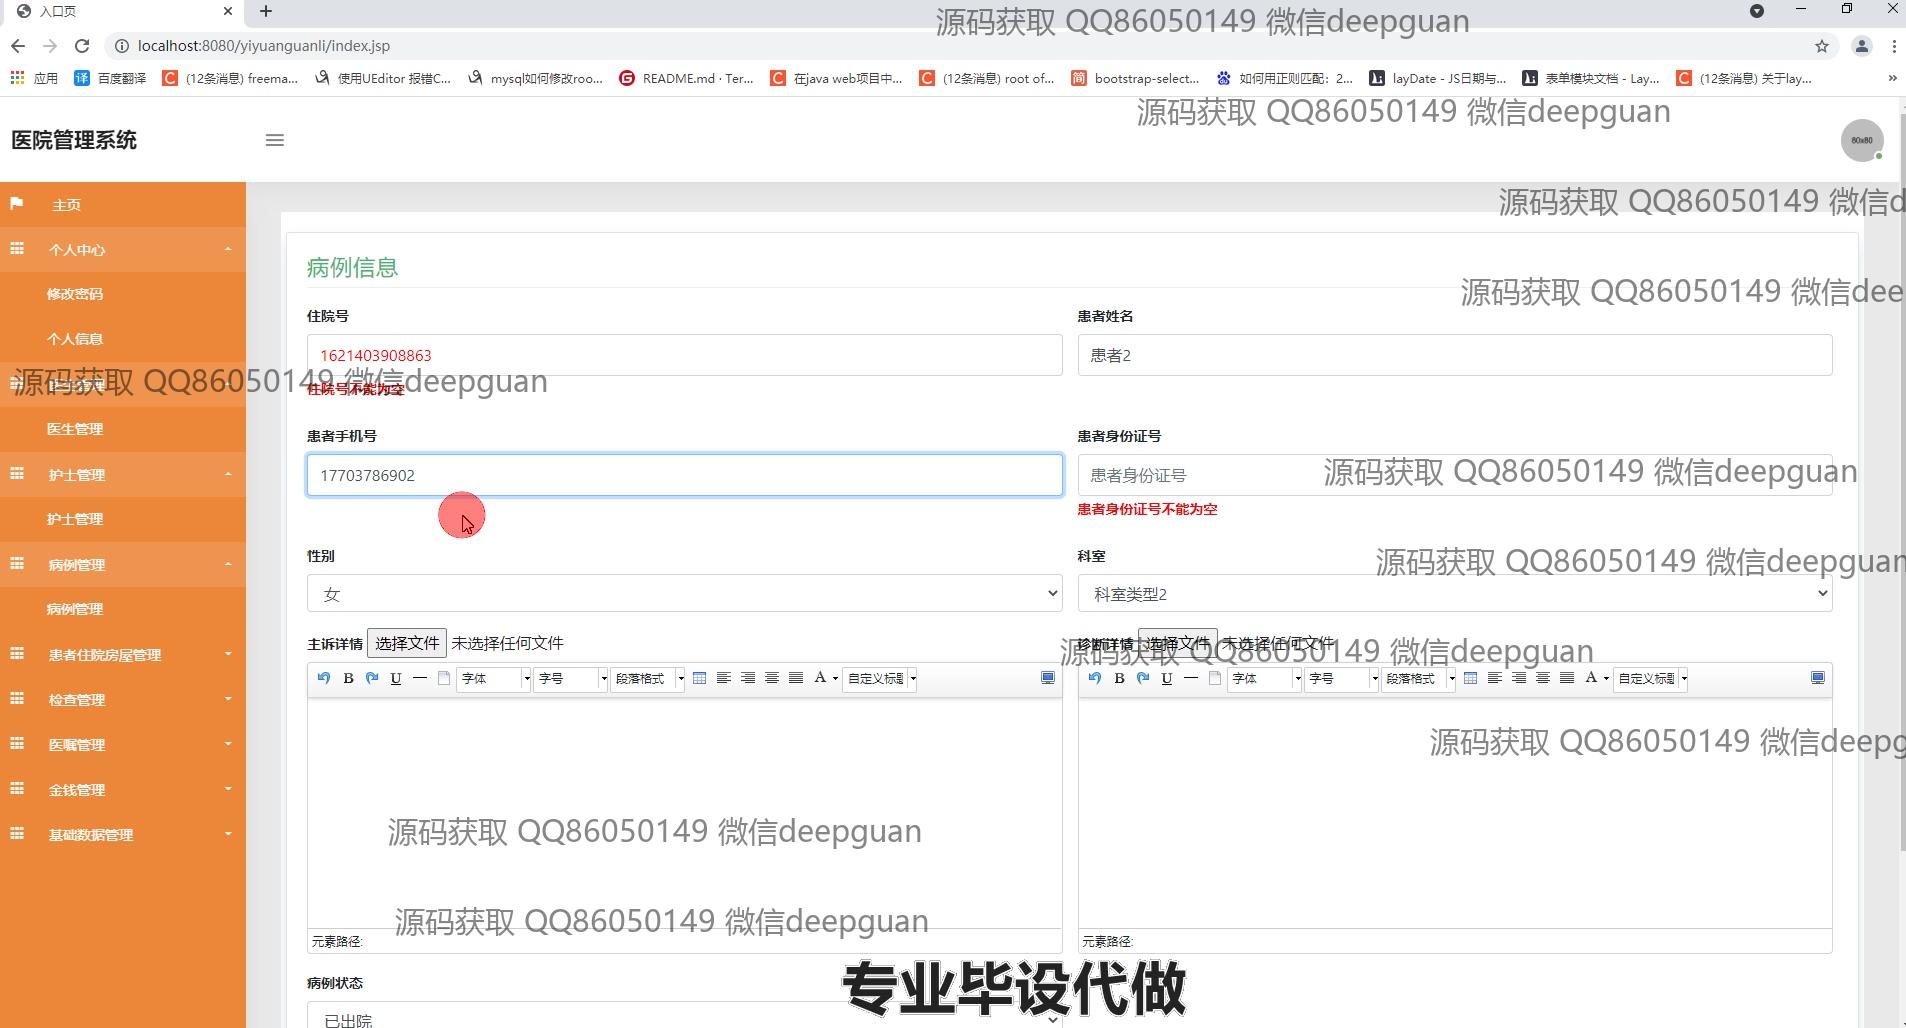 入口页
源码获取 QQ86050149 微信deepguan
localhost:8080/yiyuanguanli/index.jsp
应用 百度翻译 (12条消息) freema... 使用UEditor 报错C... mysql如何修改roo... README.md · Ter... 在java web项目中... (12条消息) root of... bootstrap-select... 如何用正则匹配：2... layDate - JS日期与... 表单模块文档 - Lay... (12条消息) 关于lay...
源码获取 QQ86050149 微信deepguan
医院管理系统
80x80
源码获取 QQ86050149 微信d
主页
个人中心
修改密码
个人信息
源码获取 QQ86050149 微信deepguan
医生管理
护士管理
护士管理
病例管理
病例管理
患者住院房屋管理
检查管理
医嘱管理
金钱管理
基础数据管理
病例信息
源码获取 QQ86050149 微信dee
住院号 患者姓名
1621403908863 患者2
住院号不能为空
患者手机号 患者身份证号
17703786902 患者身份证号
源码获取 QQ86050149 微信deepguan
患者身份证号不能为空
性别 科室
源码获取 QQ86050149 微信deepguan
女 科室类型2
主诉详情 选择文件 未选择任何文件 诊断详情 选择文件 未选择任何文件
源码获取 QQ86050149 微信deepguan
B U 字体 字号 段落格式 A 自定义标题 B U 字体 字号 段落格式 A 自定义标题
源码获取 QQ86050149 微信deepg
源码获取 QQ86050149 微信deepguan
源码获取 QQ86050149 微信deepguan
元素路径: 元素路径:
病例状态
专业毕设代做
已出院